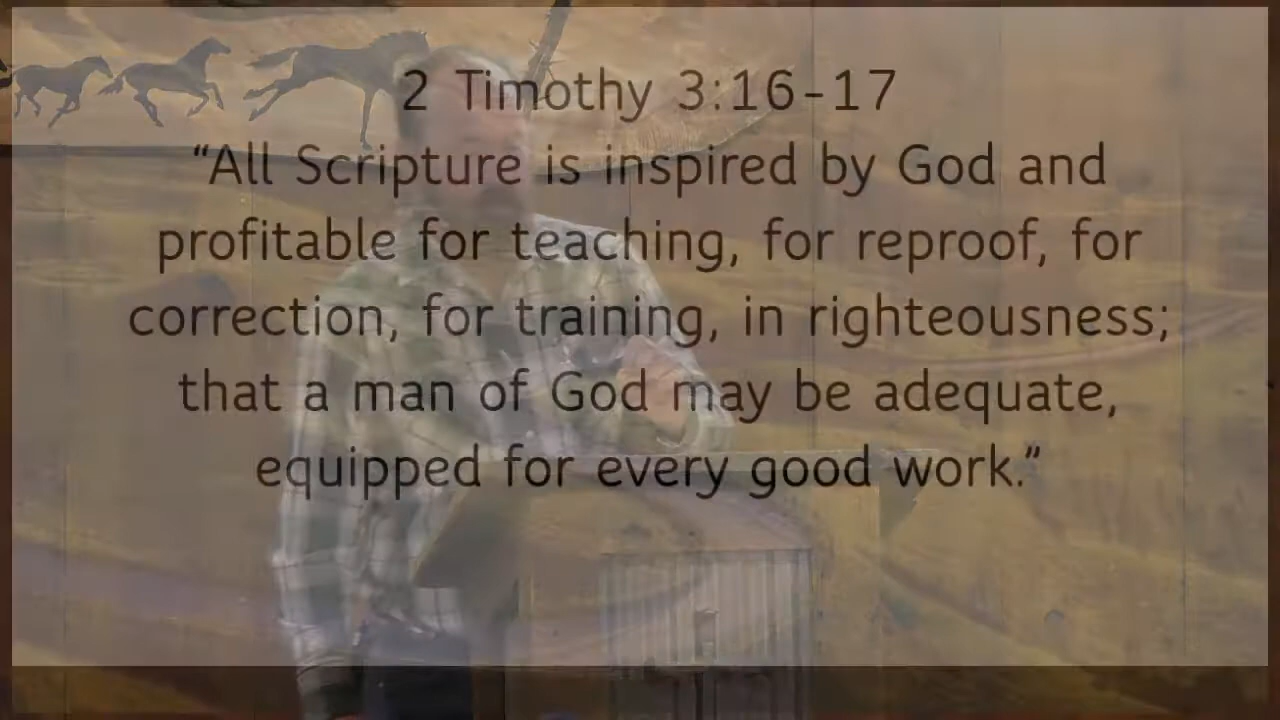 2 Timothy 3:16-17
“All Scripture is inspired by God and
profitable for teaching, for reproof, for
correction, for training, in righteousness;
that a man of God may be adequate,
equipped for every good work.”